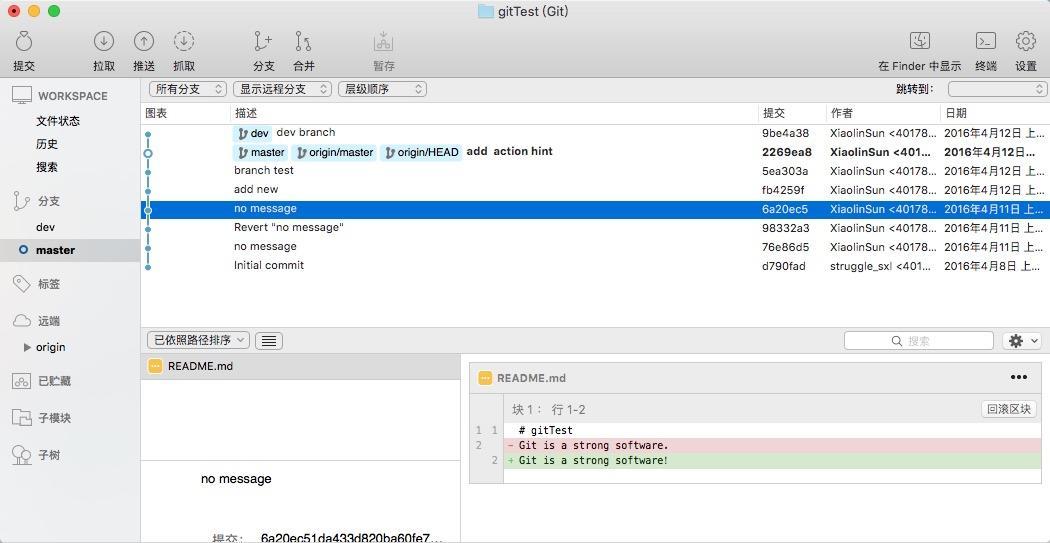 gitTest (Git)
提交 拉取 推送 抓取 分支 合并 暂存 在 Finder 中显示 终端 设置
WORKSPACE
文件状态
历史
搜索
分支
dev
master
标签
远端
origin
已贮藏
子模块
子树
所有分支 显示远程分支 层级顺序 跳转到:
图表 描述 提交 作者 日期
dev dev branch 9be4a38 XiaolinSun <40178... 2016年4月12日 上...
master origin/master origin/HEAD add action hint 2269ea8 XiaolinSun <401... 2016年4月12日...
branch test 5ea303a XiaolinSun <40178... 2016年4月12日 上...
add new fb4259f XiaolinSun <40178... 2016年4月12日 上...
no message 6a20ec5 XiaolinSun <40178... 2016年4月11日 上...
Revert "no message" 98332a3 XiaolinSun <40178... 2016年4月11日 上...
no message 76e86d5 XiaolinSun <40178... 2016年4月11日 上...
Initial commit d790fad struggle_sxl <401... 2016年4月8日 上...
已依照路径排序 搜索
README.md
no message
提交: 6a20ec51da433d820ba60fe7...
README.md
块 1： 行 1-2 回滚区块
1 1 # gitTest
2 - Git is a strong software.
2 + Git is a strong software!